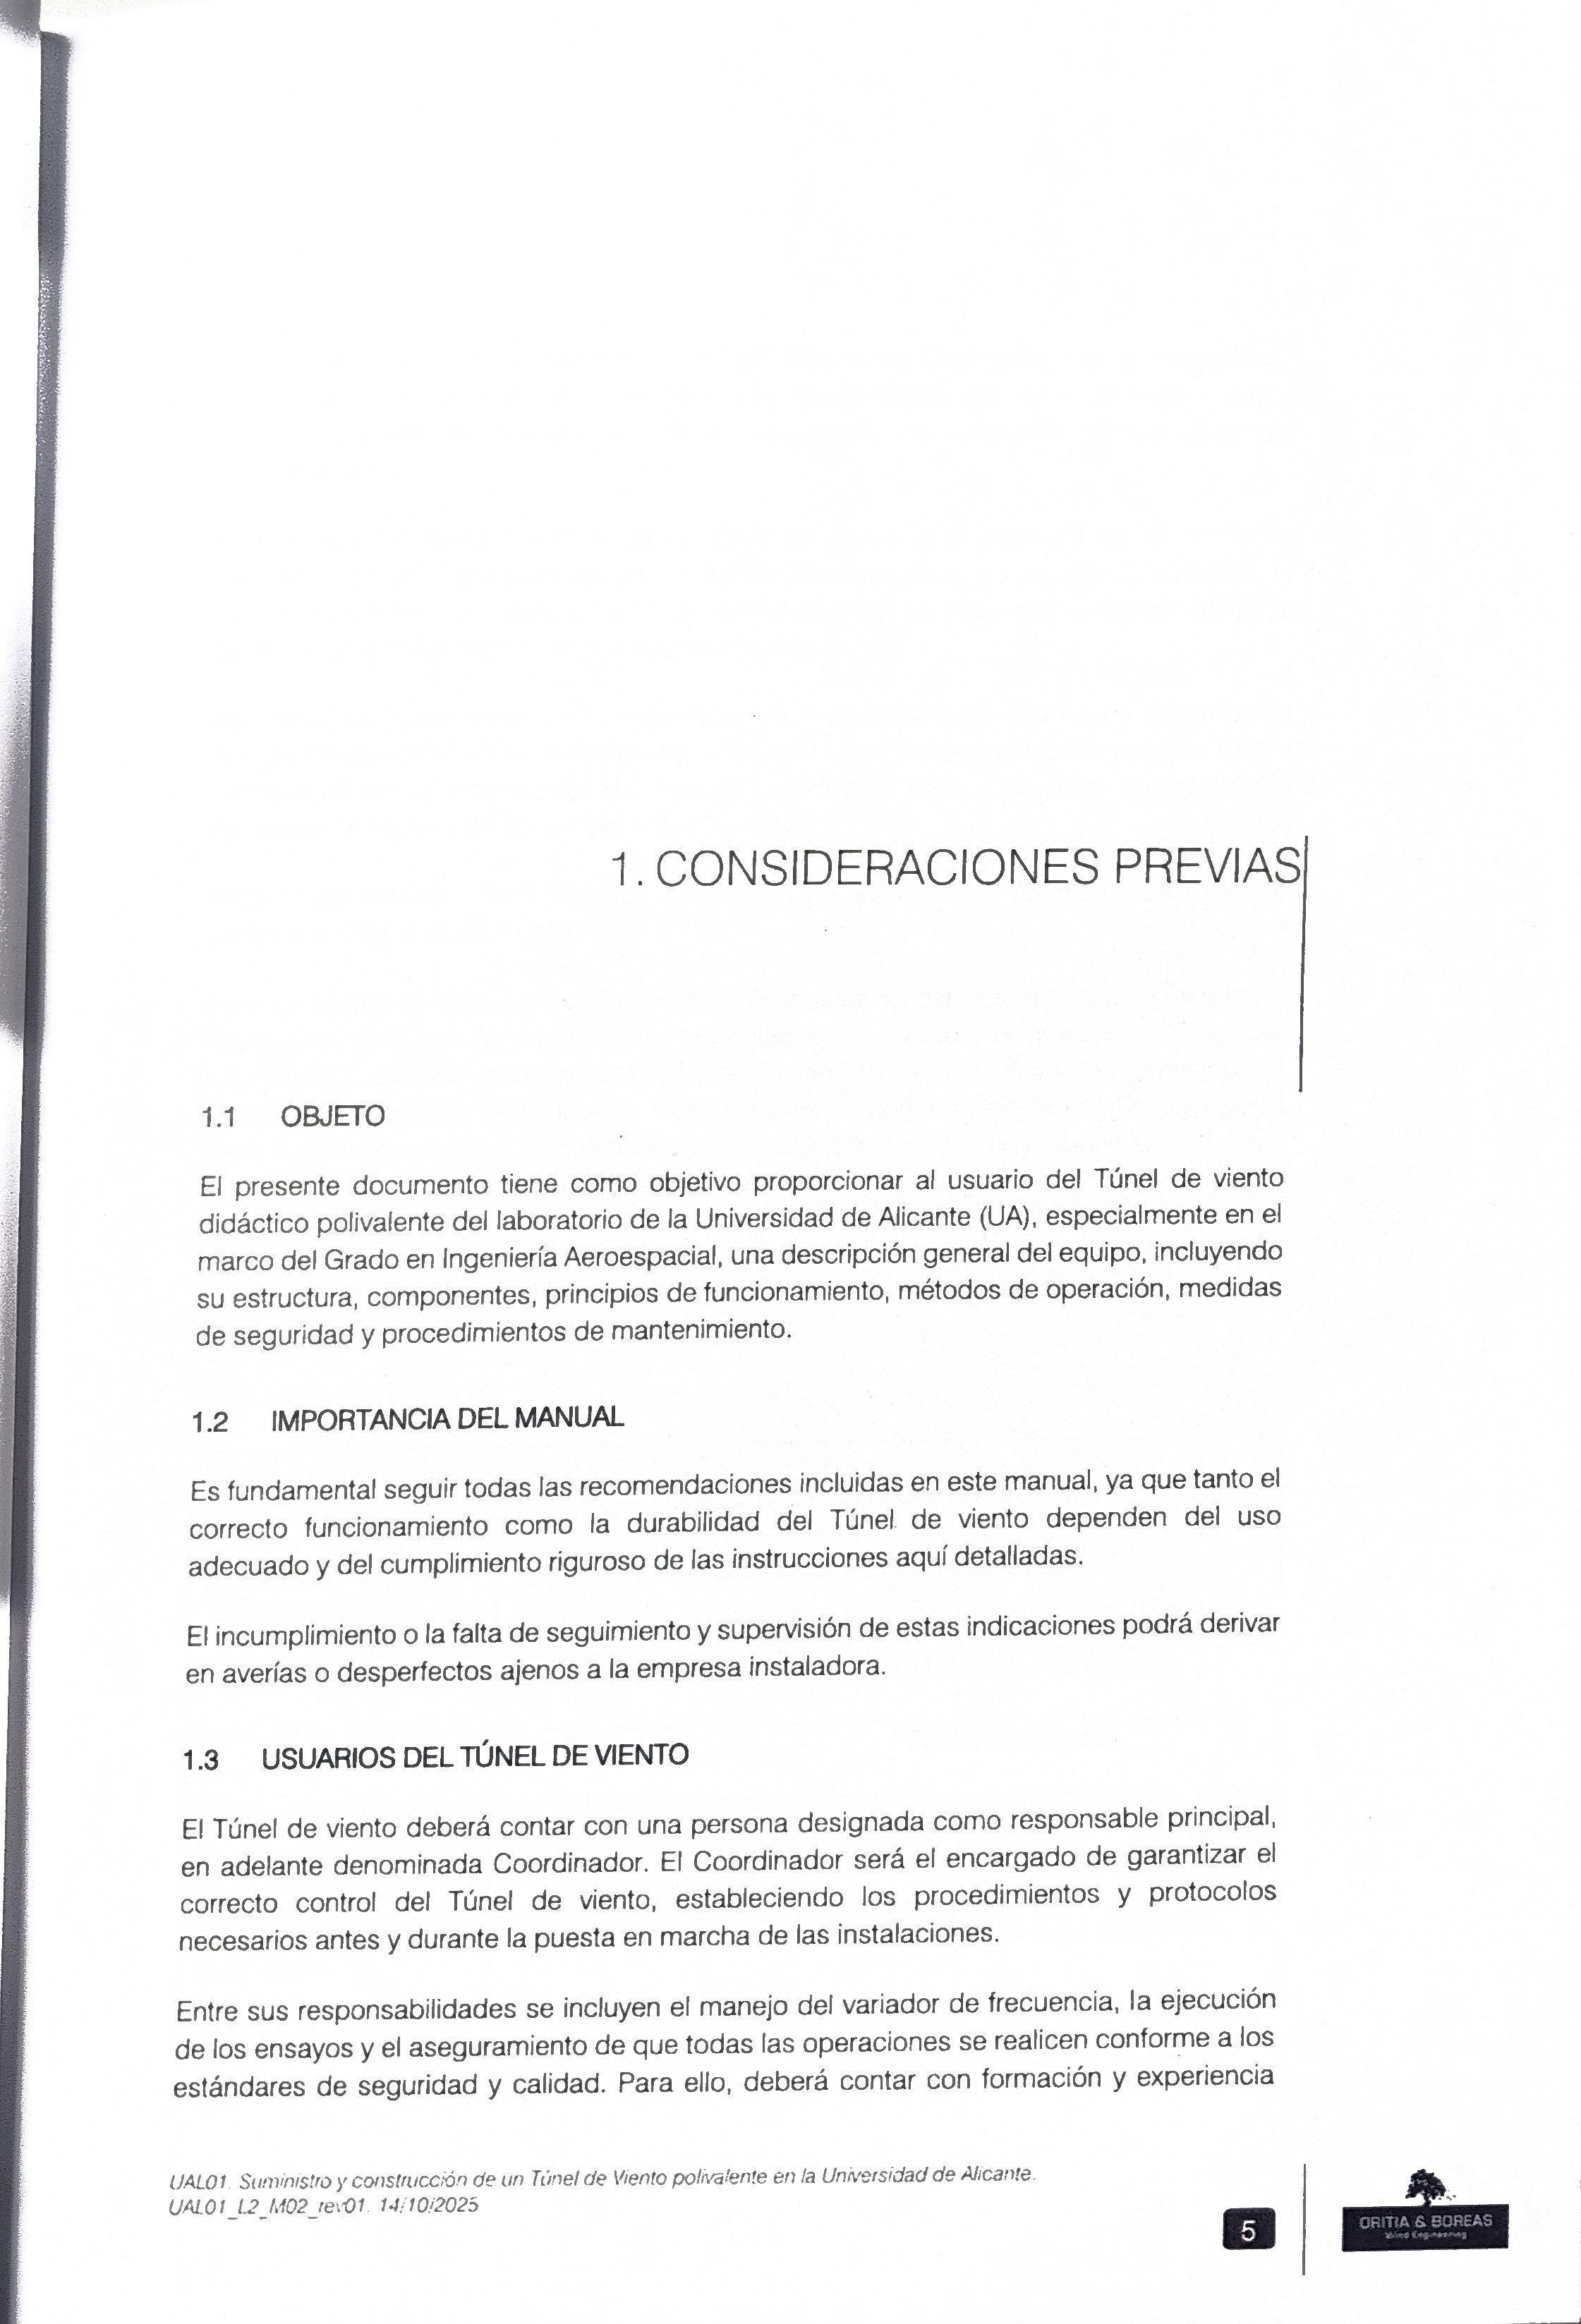 1. CONSIDERACIONES PREVIAS
1.1 OBJETO
El presente documento tiene como objetivo proporcionar al usuario del Túnel de viento
didáctico polivalente del laboratorio de la Universidad de Alicante (UA), especialmente en el
marco del Grado en Ingeniería Aeroespacial, una descripción general del equipo, incluyendo
su estructura, componentes, principios de funcionamiento, métodos de operación, medidas
de seguridad y procedimientos de mantenimiento.
1.2 IMPORTANCIA DEL MANUAL
Es fundamental seguir todas las recomendaciones incluidas en este manual, ya que tanto el
correcto funcionamiento como la durabilidad del Túnel de viento dependen del uso
adecuado y del cumplimiento riguroso de las instrucciones aquí detalladas.
El incumplimiento o la falta de seguimiento y supervisión de estas indicaciones podrá derivar
en averías o desperfectos ajenos a la empresa instaladora.
1.3 USUARIOS DEL TÚNEL DE VIENTO
El Túnel de viento deberá contar con una persona designada como responsable principal,
en adelante denominada Coordinador. El Coordinador será el encargado de garantizar el
correcto control del Túnel de viento, estableciendo los procedimientos y protocolos
necesarios antes y durante la puesta en marcha de las instalaciones.
Entre sus responsabilidades se incluyen el manejo del variador de frecuencia, la ejecución
de los ensayos y el aseguramiento de que todas las operaciones se realicen conforme a los
estándares de seguridad y calidad. Para ello, deberá contar con formación y experiencia
UAL01. Suministro y construcción de un Túnel de Viento polivalente en la Universidad de Alicante.
UAL01_L2_M02_rev01. 14/10/2025
5
ORITIA & BOREAS
Wind Engineering